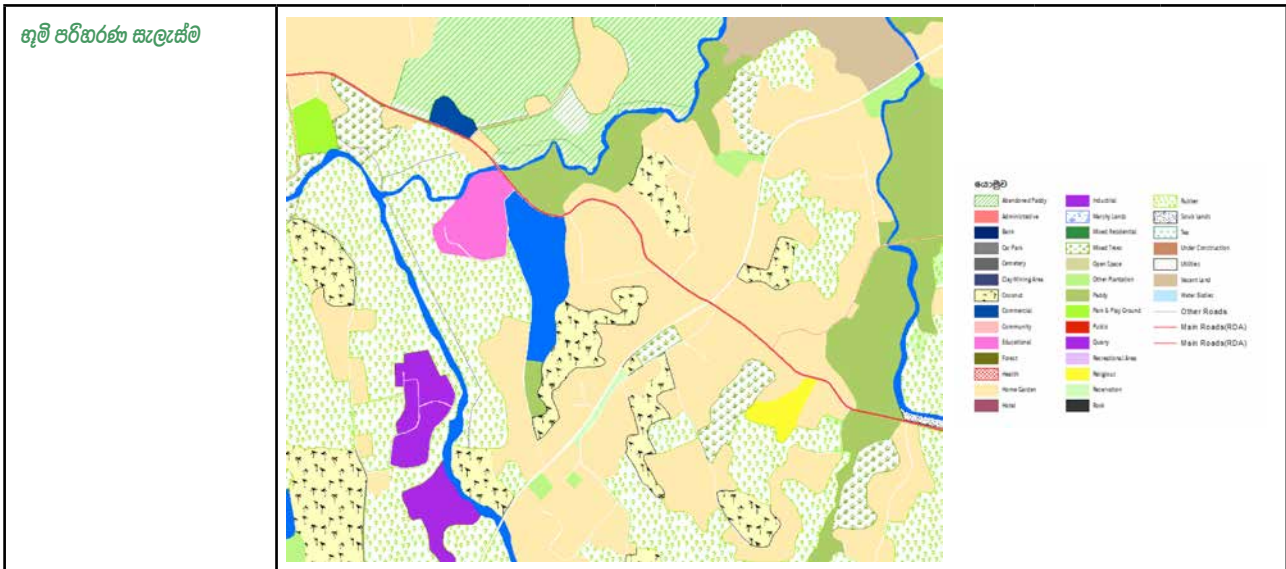 භූමි පරිහරණ සැලැස්ම
යොමුව
Abandoned Paddy
Administrative
Bank
Car Park
Cemetery
Clay Mining Area
Coconut
Commercial
Community
Educational
Forest
Health
Home Garden
Hotel
Industrial
Marshy Lands
Mixed Residential
Mixed Trees
Open Space
Other Plantation
Paddy
Park & Play Ground
Public
Quarry
Recreational Area
Religious
Reservation
Rock
Rubber
Scrub lands
Tea
Under Construction
Utilities
Vacant Land
Water Bodies
Other Roads
Main Roads(RDA)
Main Roads(RDA)